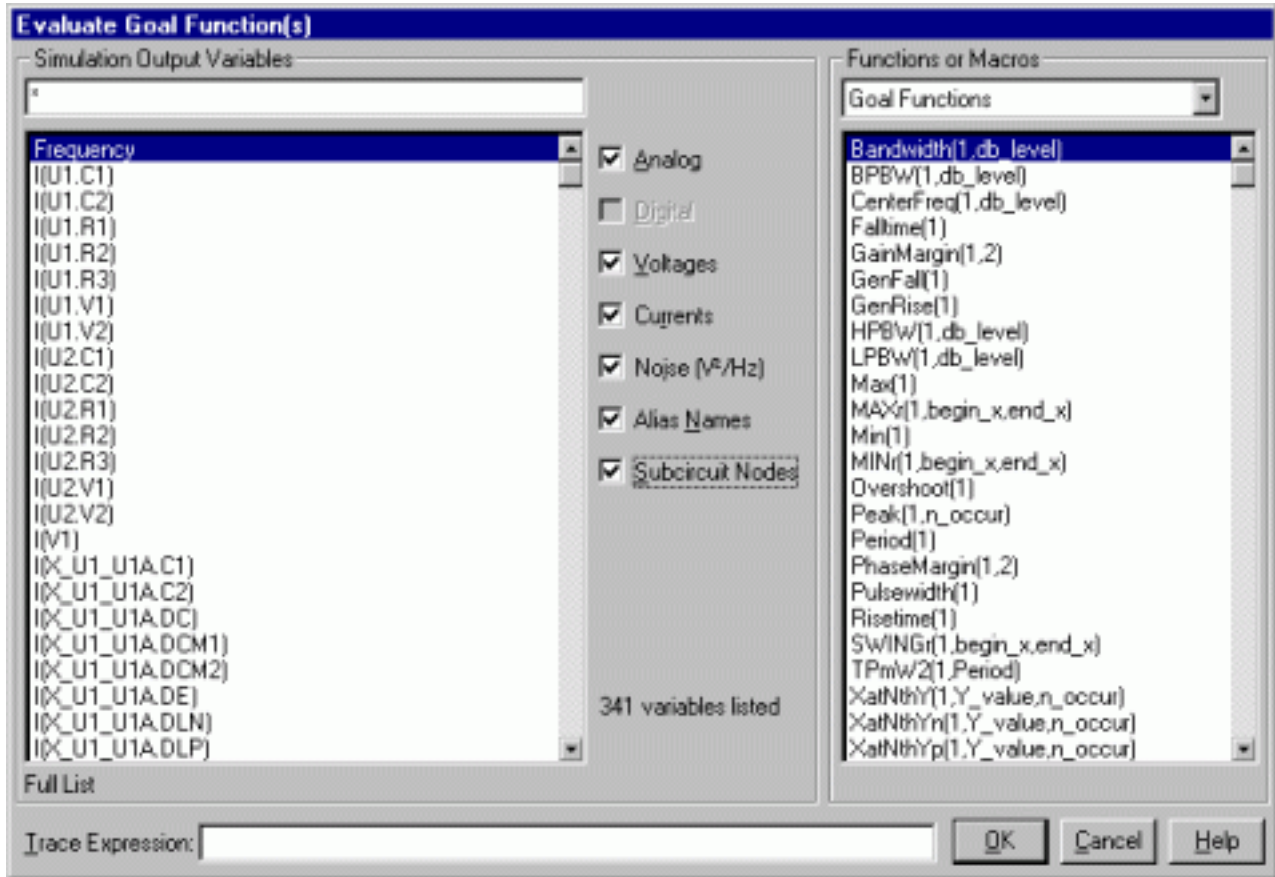 Evaluate Goal Function(s)
Simulation Output Variables
*
Frequency
I(U1.C1)
I(U1.C2)
I(U1.R1)
I(U1.R2)
I(U1.R3)
I(U1.V1)
I(U1.V2)
I(U2.C1)
I(U2.C2)
I(U2.R1)
I(U2.R2)
I(U2.R3)
I(U2.V1)
I(U2.V2)
I(V1)
I(X_U1_U1A.C1)
I(X_U1_U1A.C2)
I(X_U1_U1A.DC)
I(X_U1_U1A.DCM1)
I(X_U1_U1A.DCM2)
I(X_U1_U1A.DE)
I(X_U1_U1A.DLN)
I(X_U1_U1A.DLP)
Full List
Analog
Digital
Voltages
Currents
Noise (V²/Hz)
Alias Names
Subcircuit Nodes
341 variables listed
Functions or Macros
Goal Functions
Bandwidth(1,db_level)
BPBW(1,db_level)
CenterFreq(1,db_level)
Falltime(1)
GainMargin(1,2)
GenFall(1)
GenRise(1)
HPBW(1,db_level)
LPBW(1,db_level)
Max(1)
MAXr(1,begin_x,end_x)
Min(1)
MINr(1,begin_x,end_x)
Overshoot(1)
Peak(1,n_occur)
Period(1)
PhaseMargin(1,2)
Pulsewidth(1)
Risetime(1)
SWINGr(1,begin_x,end_x)
TPmW2(1,Period)
XatNthY(1,Y_value,n_occur)
XatNthYn(1,Y_value,n_occur)
XatNthYp(1,Y_value,n_occur)
Trace Expression:
OK
Cancel
Help